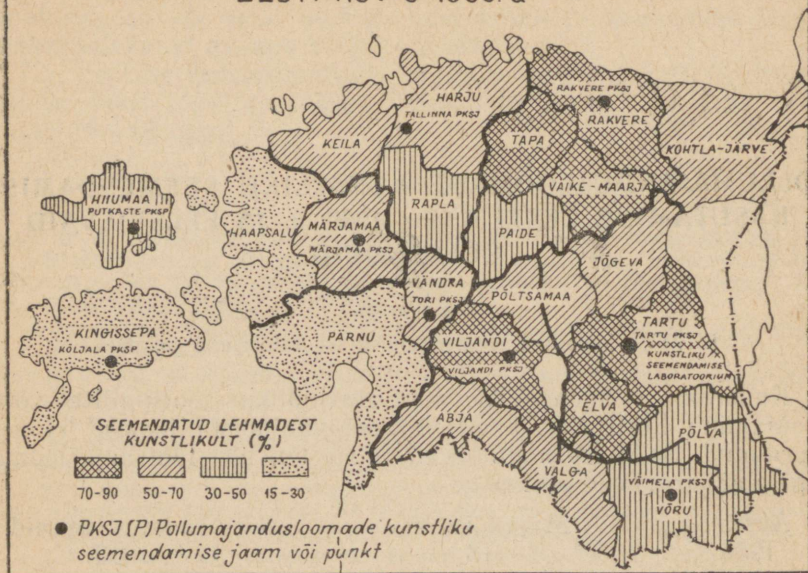 HARJU
TALLINNA PKSJ
KEILA
RAKVERE PKSJ
RAKVERE
TAPA
KOHTLA-JÄRVE
VAIKE-MAARJA
HIIUMAA
PUTKASTE PKSP
HAAPSALU
MÄRJAMAA
MÄRJAMAA PKSJ
RAPLA
PAIDE
JÕGEVA
VÄNDRA
TORI PKSJ
PÕLTSAMAA
KINGISSEPA
KÕLJALA PKSP
PÄRNU
VILJANDI
VILJANDI PKSJ
TARTU
TARTU PKSJ
KUNSTLIKU
SEEMENDAMISE
LABORATOORIUM
ELVA
ABJA
PÕLVA
VALGA
VÄIMELA PKSJ
VÕRU
SEEMENDATUD LEHMADEST
KUNSTLIKULT (%)
70-90 50-70 30-50 15-30
PKSJ (P) Põllumajandusloomade kunstliku
seemendamise jaam või punkt